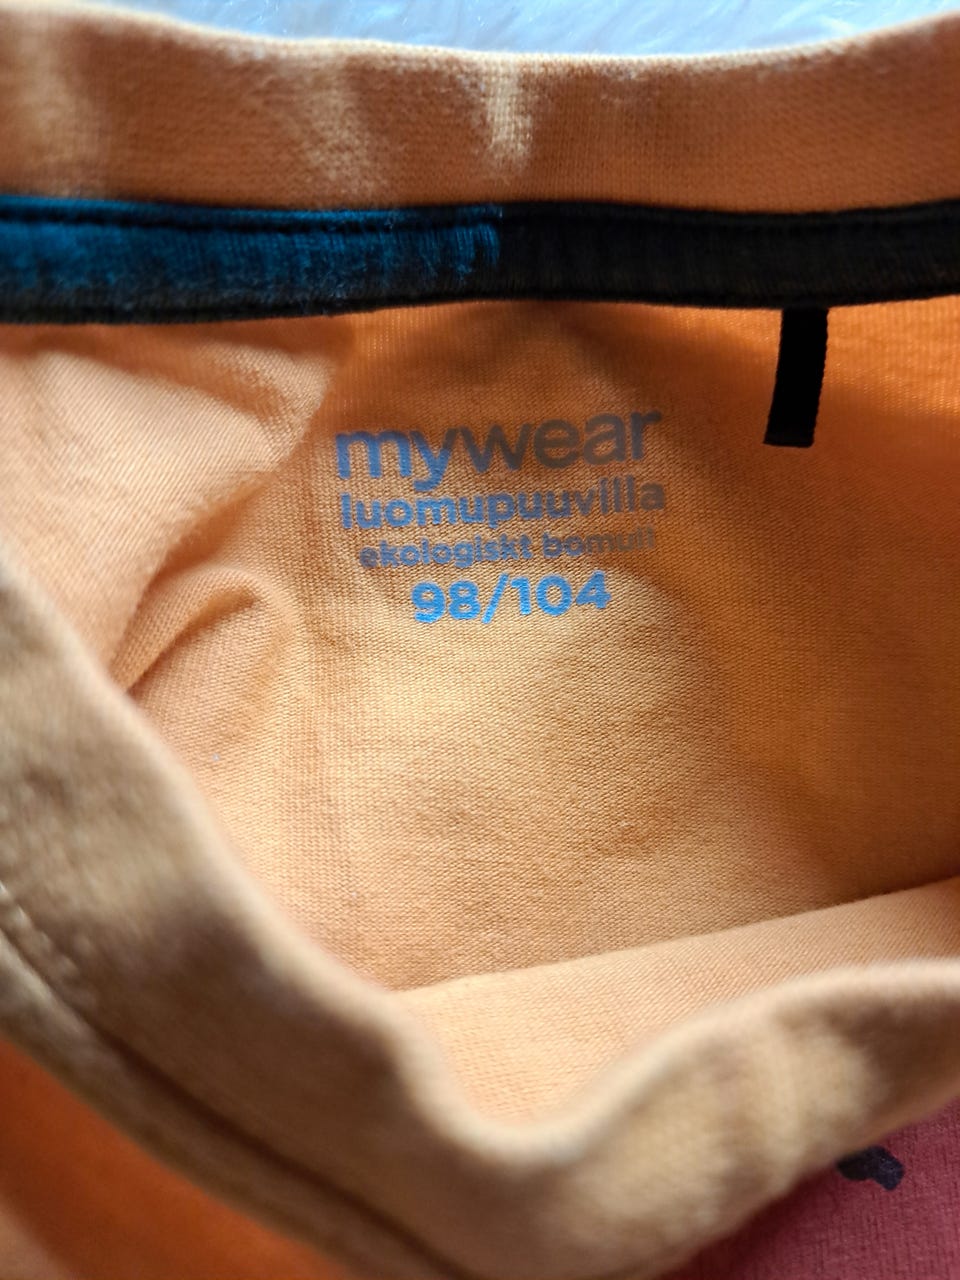 mywear
luomupuuvilla
ekologiskt bomull
98/104